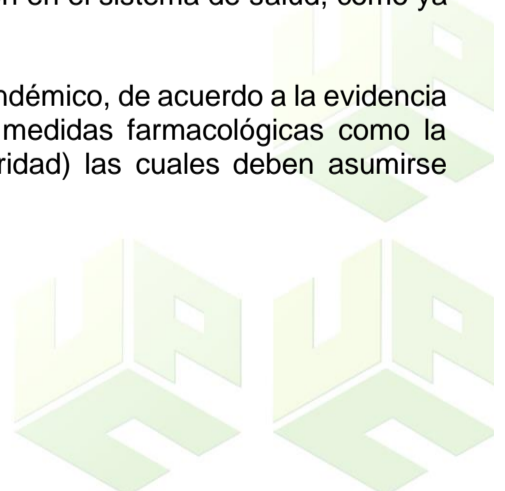 en el sistema de salud, como ya
ndémico, de acuerdo a la evidencia
medidas farmacológicas como la
ridad) las cuales deben asumirse